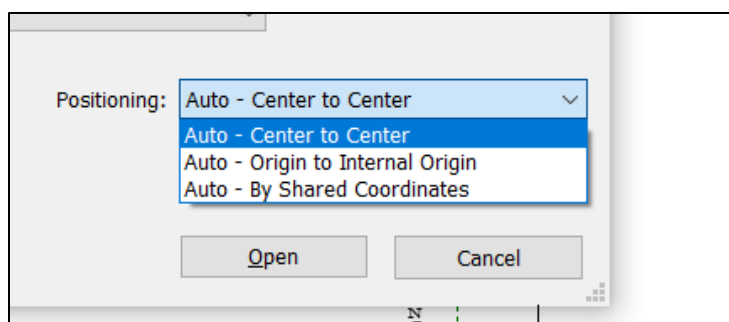 Positioning: Auto - Center to Center
Auto - Center to Center
Auto - Origin to Internal Origin
Auto - By Shared Coordinates
Open Cancel
N